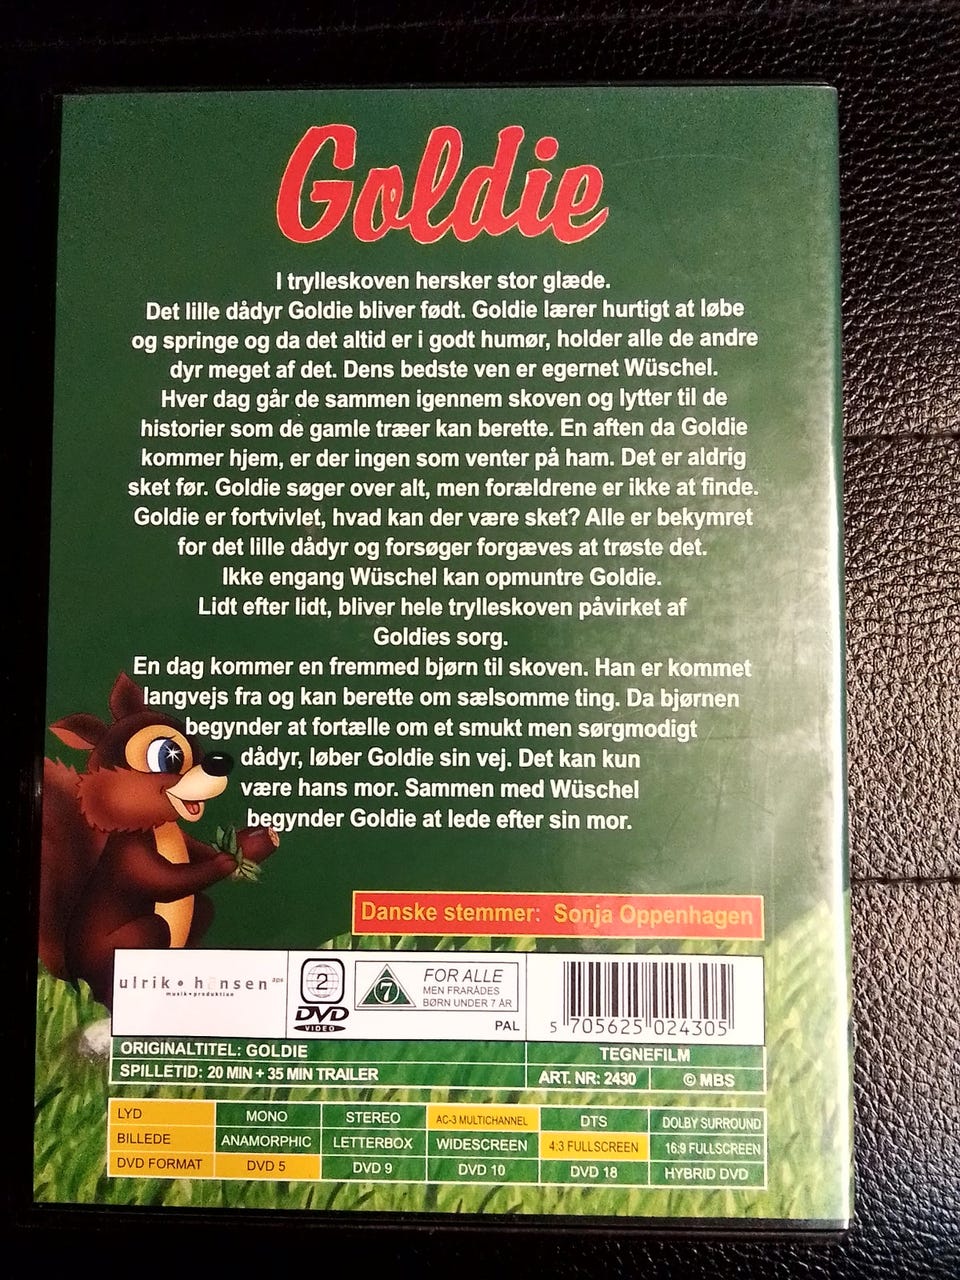 Goldie
I trylleskoven hersker stor glæde.
Det lille dådyr Goldie bliver født. Goldie lærer hurtigt at løbe
og springe og da det altid er i godt humør, holder alle de andre
dyr meget af det. Dens bedste ven er egernet Wüschel.
Hver dag går de sammen igennem skoven og lytter til de
historier som de gamle træer kan berette. En aften da Goldie
kommer hjem, er der ingen som venter på ham. Det er aldrig
sket før. Goldie søger over alt, men forældrene er ikke at finde.
Goldie er fortvivlet, hvad kan der være sket? Alle er bekymret
for det lille dådyr og forsøger forgæves at trøste det.
Ikke engang Wüschel kan opmuntre Goldie.
Lidt efter lidt, bliver hele trylleskoven påvirket af
Goldies sorg.
En dag kommer en fremmed bjørn til skoven. Han er kommet
langvejs fra og kan berette om sælsomme ting. Da bjørnen
begynder at fortælle om et smukt men sørgmodigt
dådyr, løber Goldie sin vej. Det kan kun
være hans mor. Sammen med Wüschel
begynder Goldie at lede efter sin mor.
Danske stemmer: Sonja Oppenhagen
ulrik • hansen aps
musik • produktion
2
DVD
VIDEO
7
FOR ALLE
MEN FRARÅDES
BØRN UNDER 7 ÅR
PAL
5 705625 024305
ORIGINALTITEL: GOLDIE
TEGNEFILM
SPILLETID: 20 MIN + 35 MIN TRAILER
ART. NR: 2430
© MBS
LYD MONO STEREO AC-3 MULTICHANNEL DTS DOLBY SURROUND
BILLEDE ANAMORPHIC LETTERBOX WIDESCREEN 4:3 FULLSCREEN 16:9 FULLSCREEN
DVD FORMAT DVD 5 DVD 9 DVD 10 DVD 18 HYBRID DVD